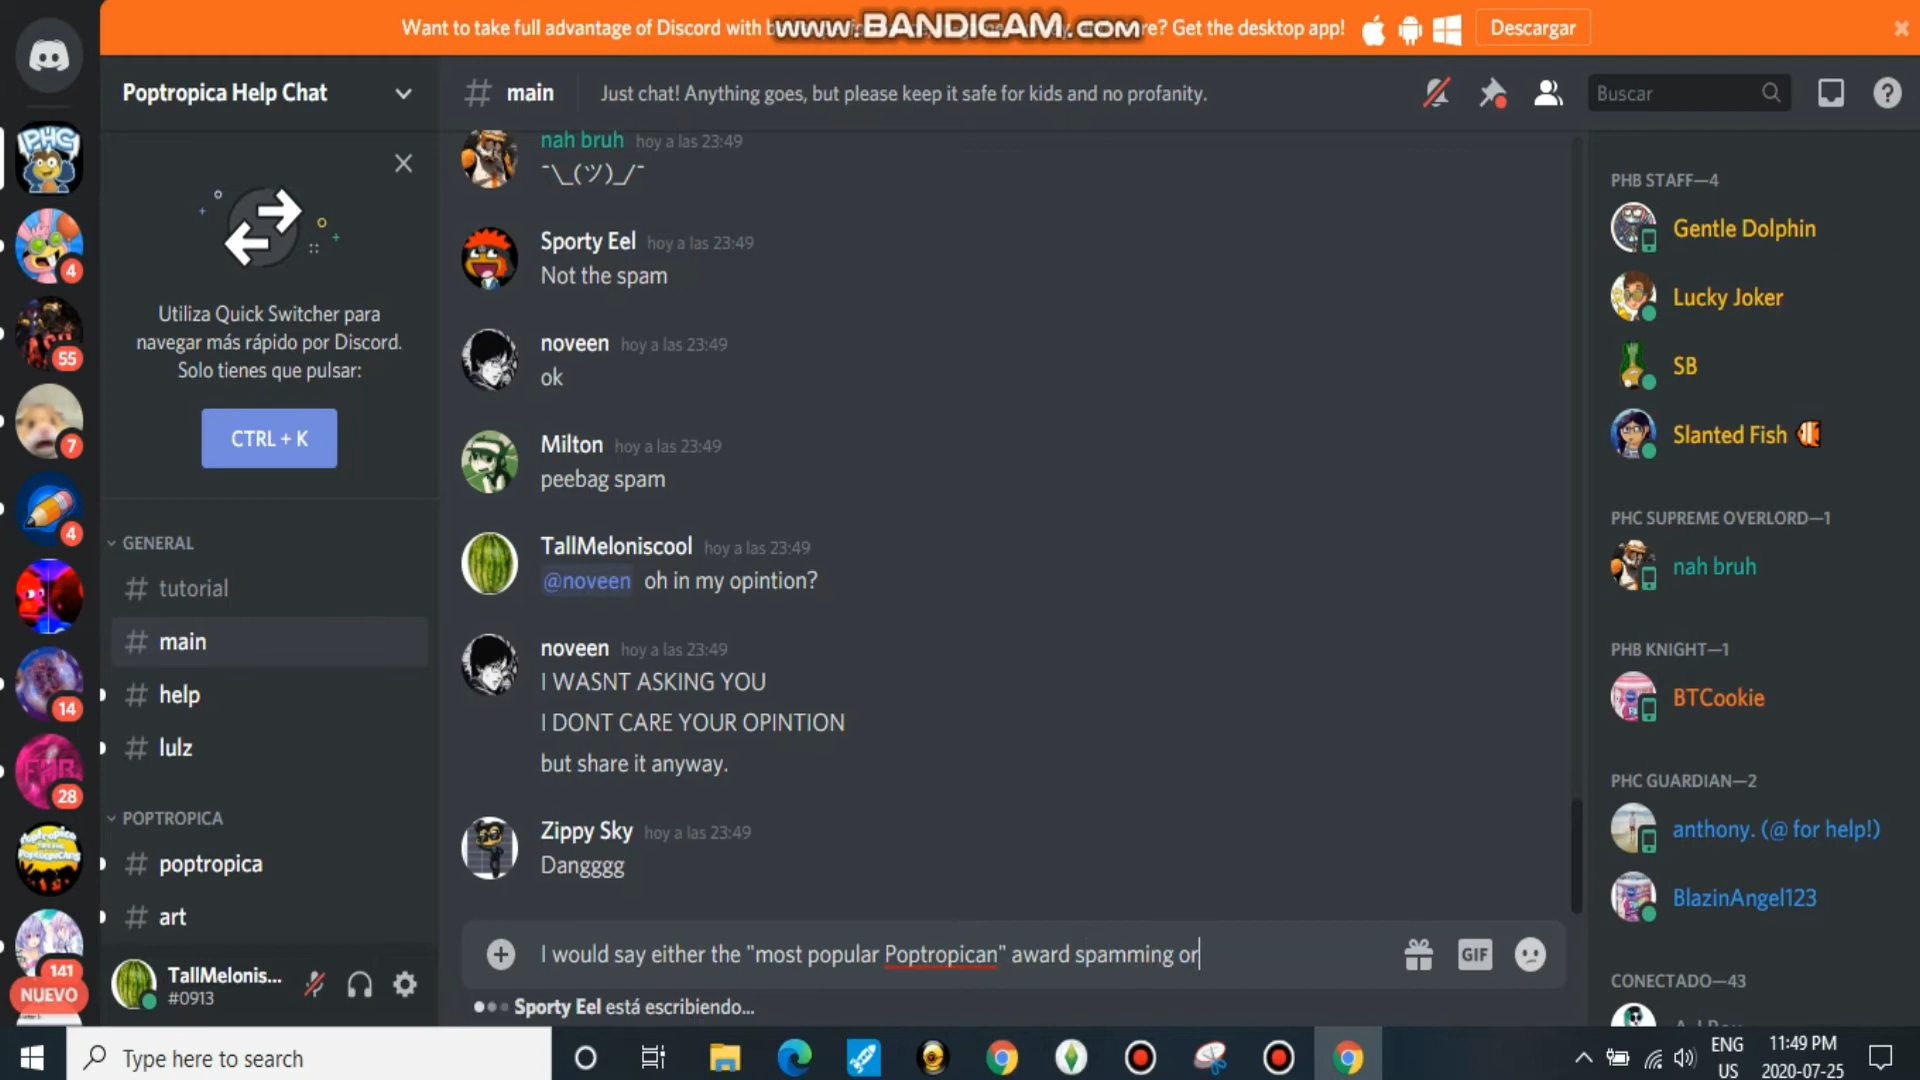 Want to take full advantage of Discord with b
www.BANDICAM.com
re? Get the desktop app!
Descargar
Poptropica Help Chat
main
Just chat! Anything goes, but please keep it safe for kids and no profanity.
Buscar
PHC
4
55
7
4
14
FHR
28
141
NUEVO
Utiliza Quick Switcher para
navegar más rápido por Discord.
Solo tienes que pulsar:
CTRL + K
GENERAL
# tutorial
# main
# help
# lulz
POPTROPICA
# poptropica
# art
TallMelonis...
#0913
nah bruh hoy a las 23:49
¯\_(ツ)_/¯
Sporty Eel hoy a las 23:49
Not the spam
noveen hoy a las 23:49
ok
Milton hoy a las 23:49
peebag spam
TallMeloniscool hoy a las 23:49
@noveen oh in my opintion?
noveen hoy a las 23:49
I WASNT ASKING YOU
I DONT CARE YOUR OPINTION
but share it anyway.
Zippy Sky hoy a las 23:49
Dangggg
I would say either the "most popular Poptropican" award spamming or
GIF
Sporty Eel está escribiendo...
PHB STAFF—4
Gentle Dolphin
Lucky Joker
SB
Slanted Fish
PHC SUPREME OVERLORD—1
nah bruh
PHB KNIGHT—1
BTCookie
PHC GUARDIAN—2
anthony. (@ for help!)
BlazinAngel123
CONECTADO—43
Type here to search
ENG
US
11:49 PM
2020-07-25